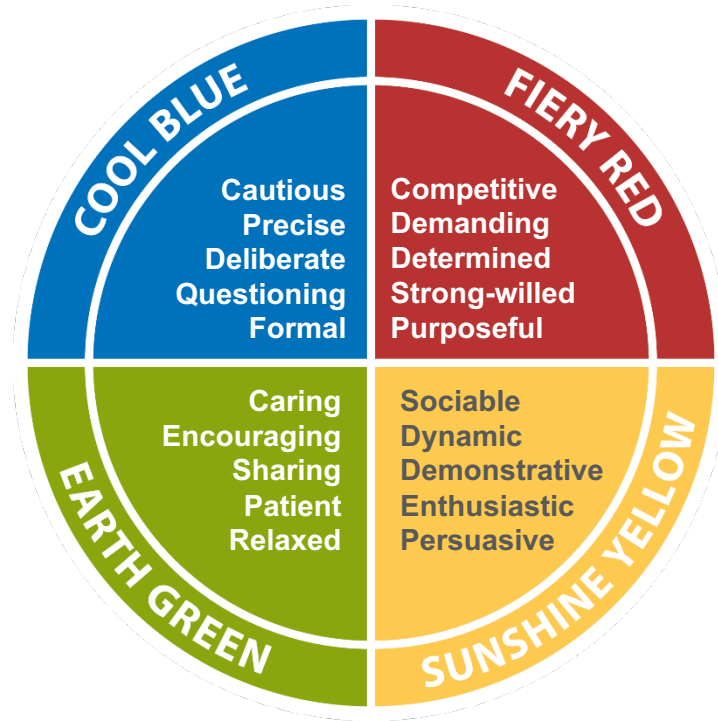 COOL BLUE
Cautious
Precise
Deliberate
Questioning
Formal
FIERY RED
Competitive
Demanding
Determined
Strong-willed
Purposeful
EARTH GREEN
Caring
Encouraging
Sharing
Patient
Relaxed
SUNSHINE YELLOW
Sociable
Dynamic
Demonstrative
Enthusiastic
Persuasive